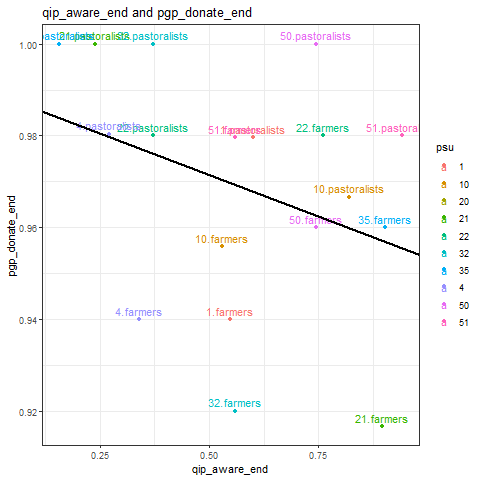 qip_aware_end and pgp_donate_end
50.pastoralists
22.pastoralists
22.farmers
10.pastoralists
50.farmers
35.farmers
10.farmers
4.farmers
1.farmers
32.farmers
21.farmers
1.00
0.98
0.96
0.94
0.92
pgp_donate_end
0.25
0.50
0.75
qip_aware_end
psu
1
10
20
21
22
32
35
4
50
51